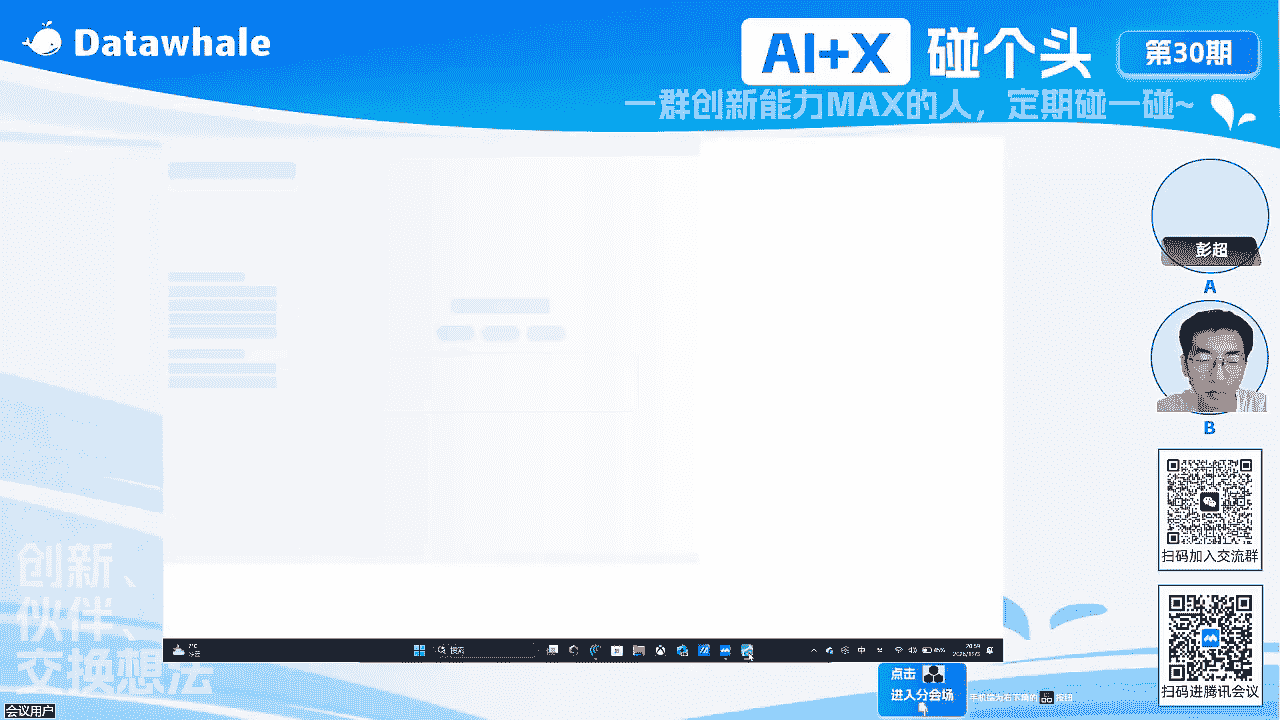 Datawhale
AI+X
碰个头
第30期
一群创新能力MAX的人，定期碰一碰~
彭超
A
B
扫码加入交流群
扫码进腾讯会议
创新、
伙伴、
交换想法
搜索
中
20:59
点击
进入分会场
会议用户